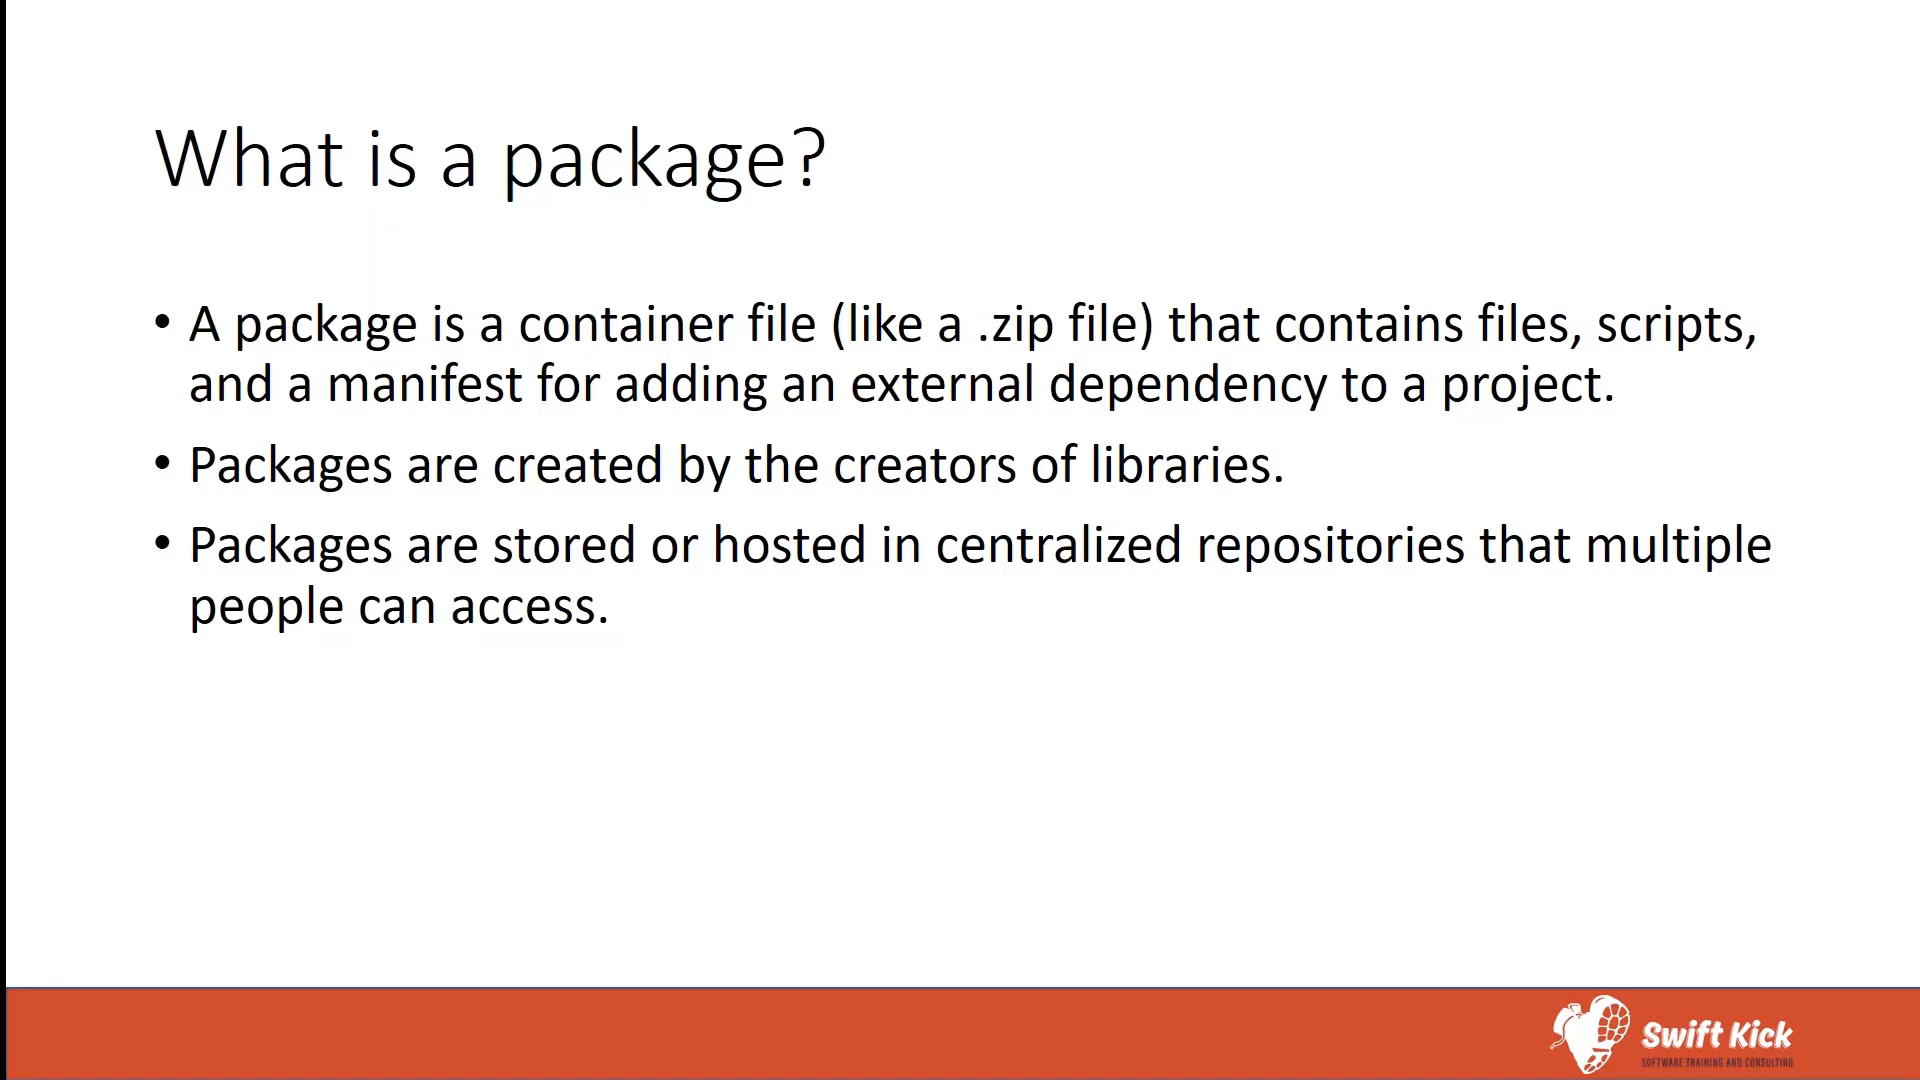 What is a package?
• A package is a container file (like a .zip file) that contains files, scripts,
and a manifest for adding an external dependency to a project.
• Packages are created by the creators of libraries.
• Packages are stored or hosted in centralized repositories that multiple
people can access.
Swift Kick
SOFTWARE TRAINING AND CONSULTING